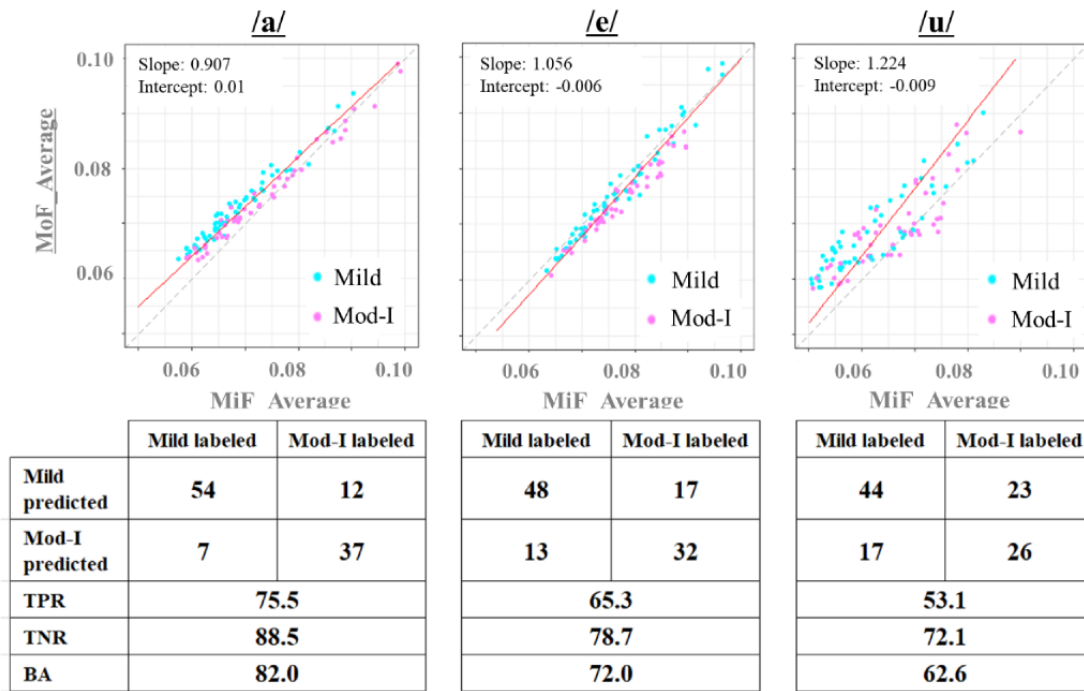 /a/
/e/
/u/
Slope: 0.907
Intercept: 0.01
Slope: 1.056
Intercept: -0.006
Slope: 1.224
Intercept: -0.009
0.10
0.08
0.06
MoF_Average
Mild
Mod-I
Mild
Mod-I
Mild
Mod-I
0.06 0.08 0.10
0.06 0.08 0.10
0.06 0.08 0.10
MiF_Average
MiF_Average
MiF_Average
Mild labeled Mod-I labeled Mild labeled Mod-I labeled Mild labeled Mod-I labeled
Mild
predicted 54 12 48 17 44 23
Mod-I
predicted 7 37 13 32 17 26
TPR 75.5 65.3 53.1
TNR 88.5 78.7 72.1
BA 82.0 72.0 62.6